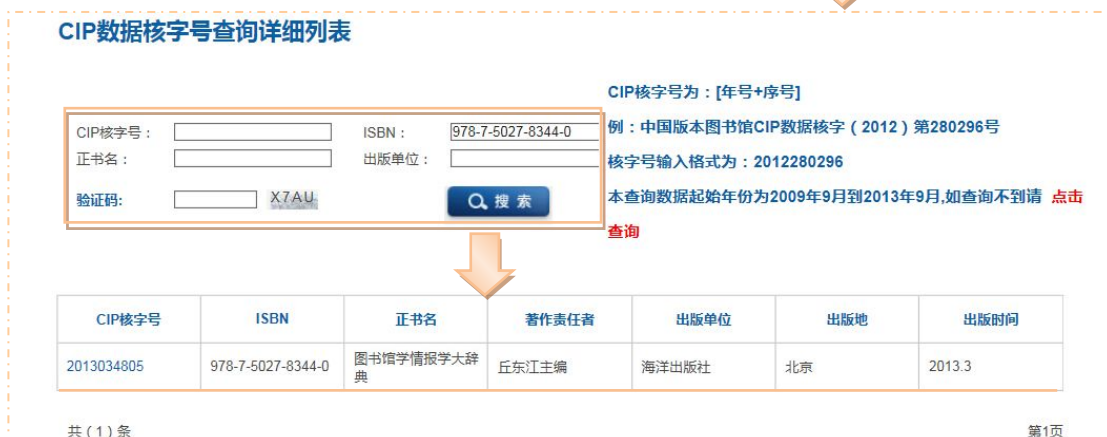 CIP数据核字号查询详细列表
CIP核字号为：[年号+序号]
CIP核字号： ISBN： 978-7-5027-8344-0 例：中国版本图书馆CIP数据核字（2012）第280296号
正书名： 出版单位： 核字号输入格式为：2012280296
验证码: X7AU 搜索 本查询数据起始年份为2009年9月到2013年9月,如查询不到请 点击
查询
CIP核字号 ISBN 正书名 著作责任者 出版单位 出版地 出版时间
2013034805 978-7-5027-8344-0 图书馆学情报学大辞 丘东江主编 海洋出版社 北京 2013.3
典
共（1）条 第1页